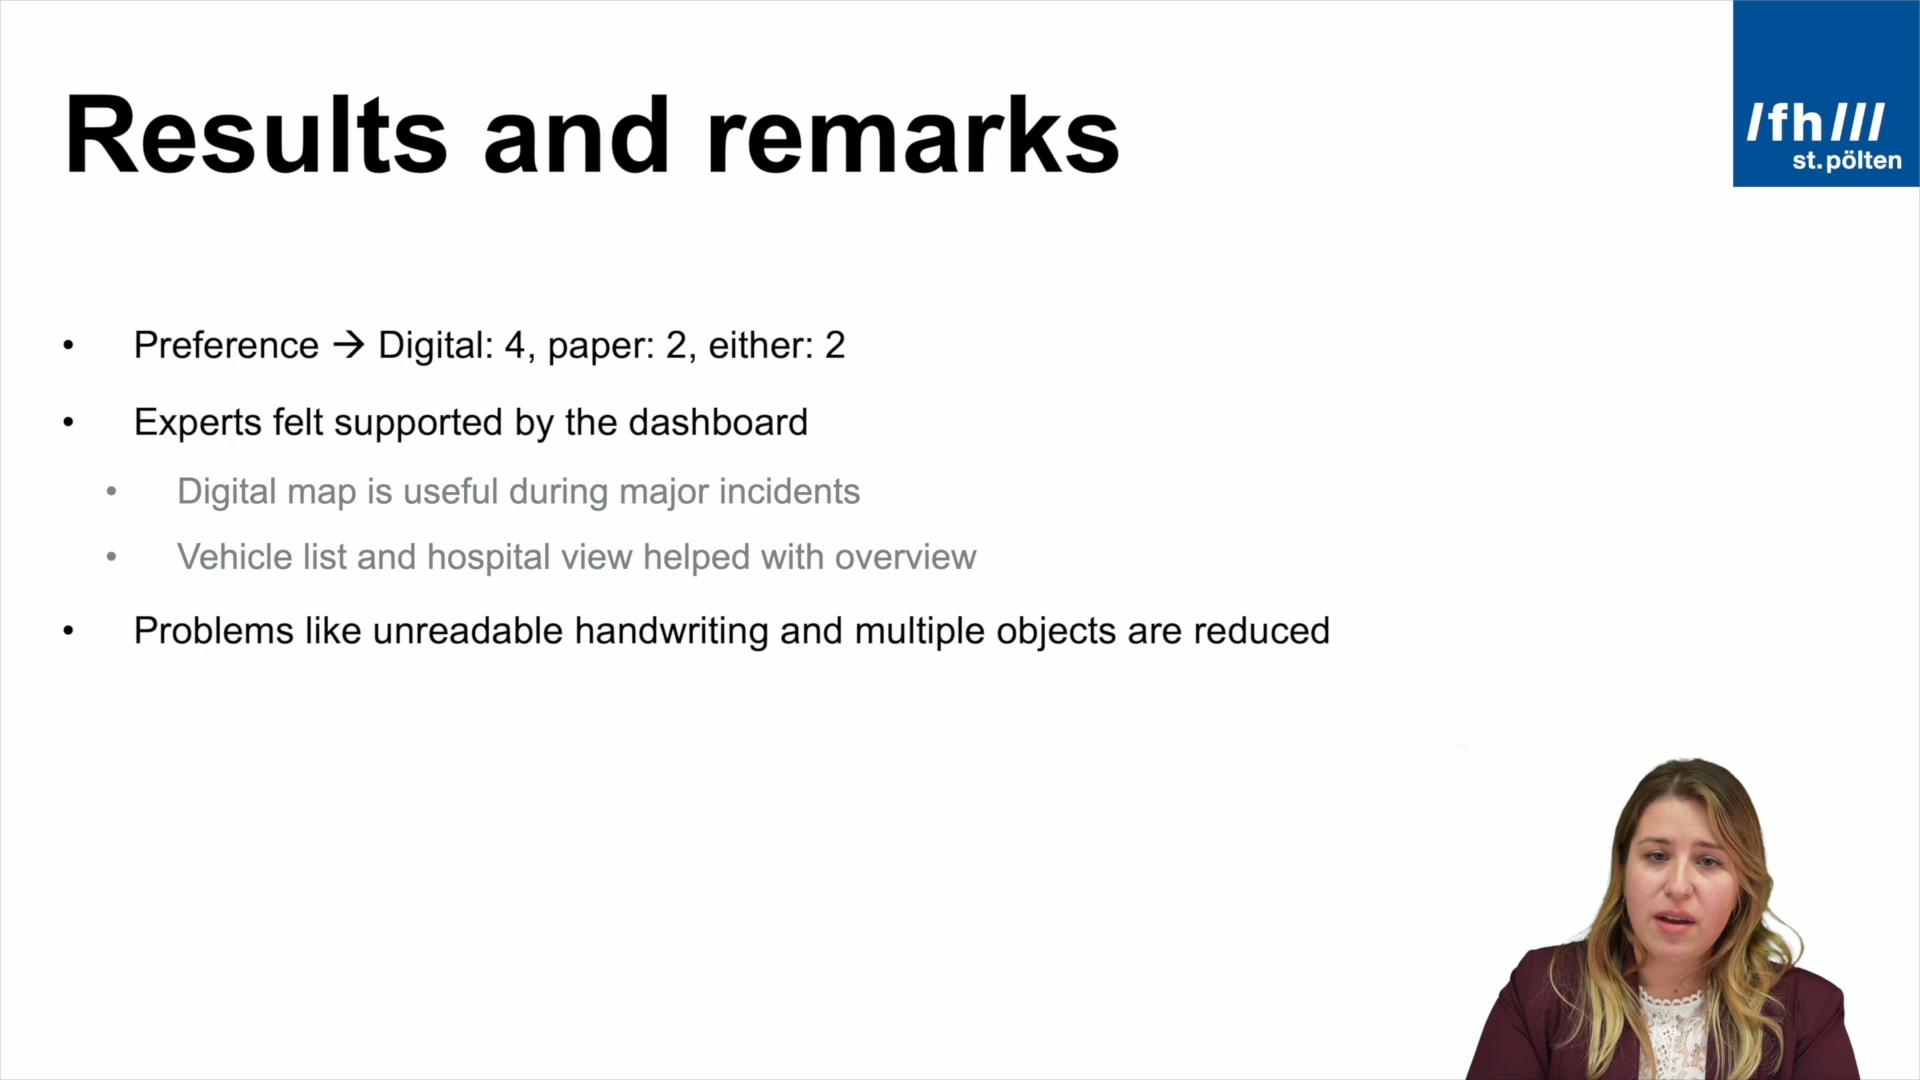 Results and remarks
/fh///
st.pölten
• Preference → Digital: 4, paper: 2, either: 2
• Experts felt supported by the dashboard
• Digital map is useful during major incidents
• Vehicle list and hospital view helped with overview
• Problems like unreadable handwriting and multiple objects are reduced